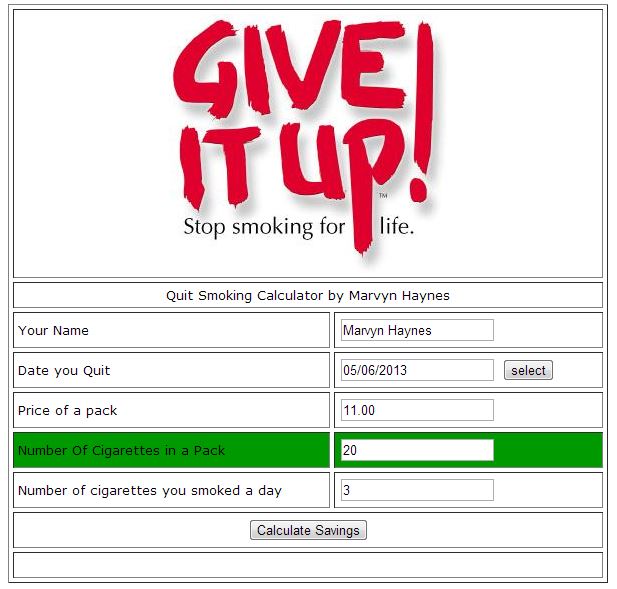 GIVE
IT UP!
™
Stop smoking for life.
Quit Smoking Calculator by Marvyn Haynes
Your Name Marvyn Haynes
Date you Quit 05/06/2013 select
Price of a pack 11.00
Number Of Cigarettes in a Pack 20
Number of cigarettes you smoked a day 3
Calculate Savings